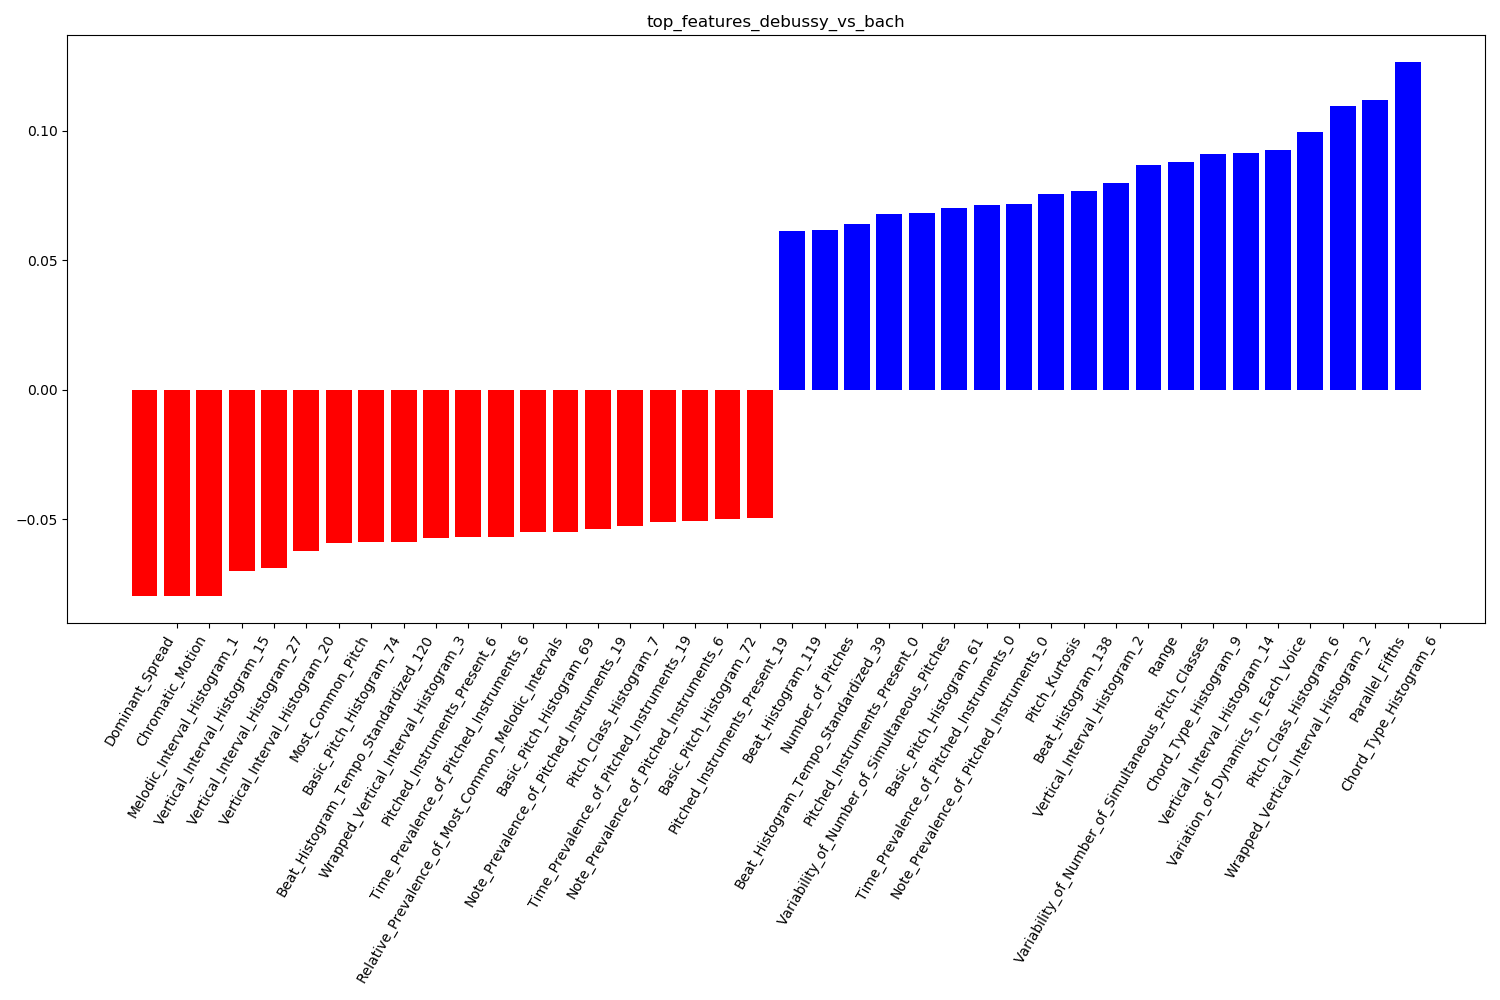 top_features_debussy_vs_bach
0.10
0.05
0.00
−0.05
Dominant_Spread
Chromatic_Motion
Melodic_Interval_Histogram_1
Vertical_Interval_Histogram_15
Vertical_Interval_Histogram_27
Vertical_Interval_Histogram_20
Most_Common_Pitch
Basic_Pitch_Histogram_74
Beat_Histogram_Tempo_Standardized_120
Wrapped_Vertical_Interval_Histogram_3
Pitched_Instruments_Present_6
Time_Prevalence_of_Pitched_Instruments_6
Relative_Prevalence_of_Most_Common_Melodic_Intervals
Basic_Pitch_Histogram_69
Note_Prevalence_of_Pitched_Instruments_19
Pitch_Class_Histogram_7
Time_Prevalence_of_Pitched_Instruments_19
Note_Prevalence_of_Pitched_Instruments_6
Basic_Pitch_Histogram_72
Pitched_Instruments_Present_19
Beat_Histogram_119
Number_of_Pitches
Beat_Histogram_Tempo_Standardized_39
Pitched_Instruments_Present_0
Variability_of_Number_of_Simultaneous_Pitches
Basic_Pitch_Histogram_61
Time_Prevalence_of_Pitched_Instruments_0
Note_Prevalence_of_Pitched_Instruments_0
Pitch_Kurtosis
Beat_Histogram_138
Vertical_Interval_Histogram_2
Range
Variability_of_Number_of_Simultaneous_Pitch_Classes
Chord_Type_Histogram_9
Vertical_Interval_Histogram_14
Variation_of_Dynamics_In_Each_Voice
Pitch_Class_Histogram_6
Wrapped_Vertical_Interval_Histogram_2
Parallel_Fifths
Chord_Type_Histogram_6